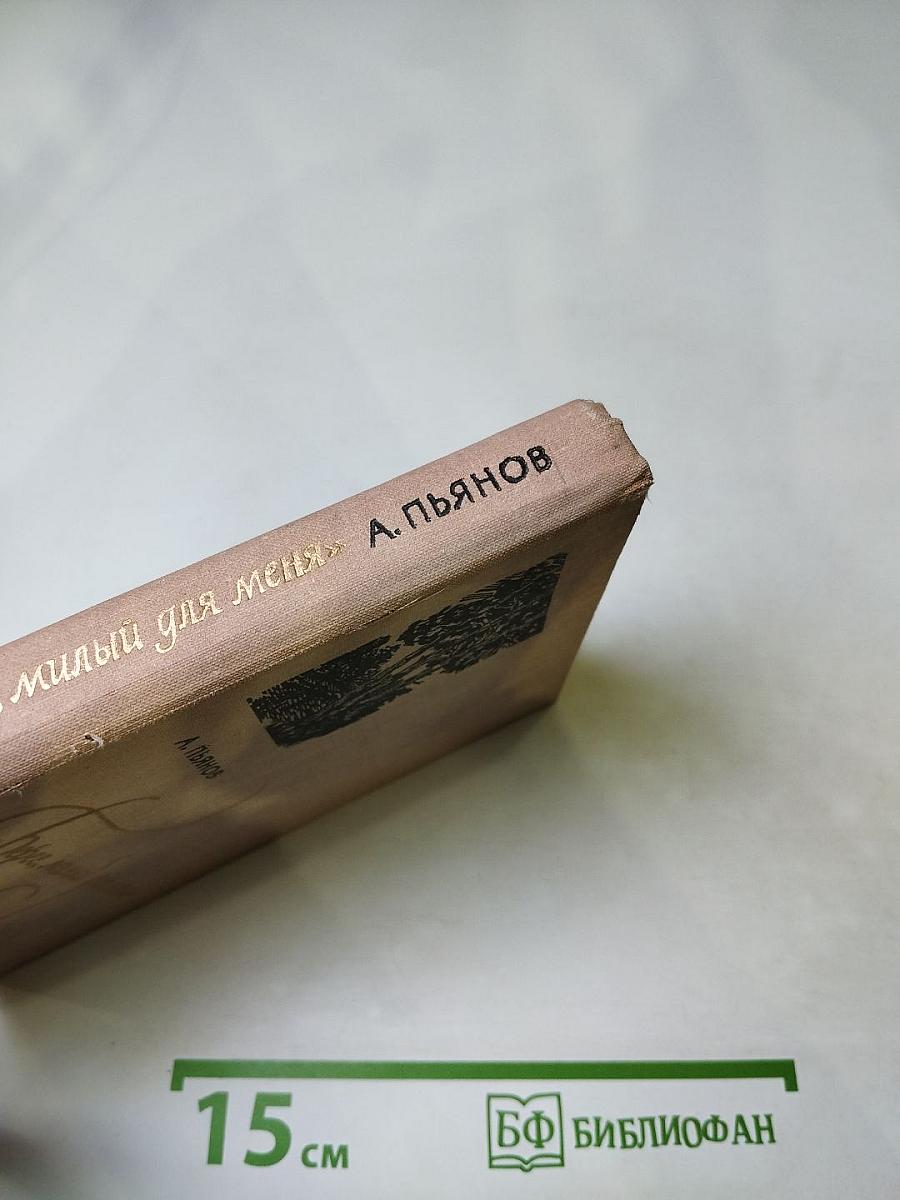 милый для меня» А. ПЬЯНОВ
А. ПЬЯНОВ
15 см
БФ БИБЛИОФАН